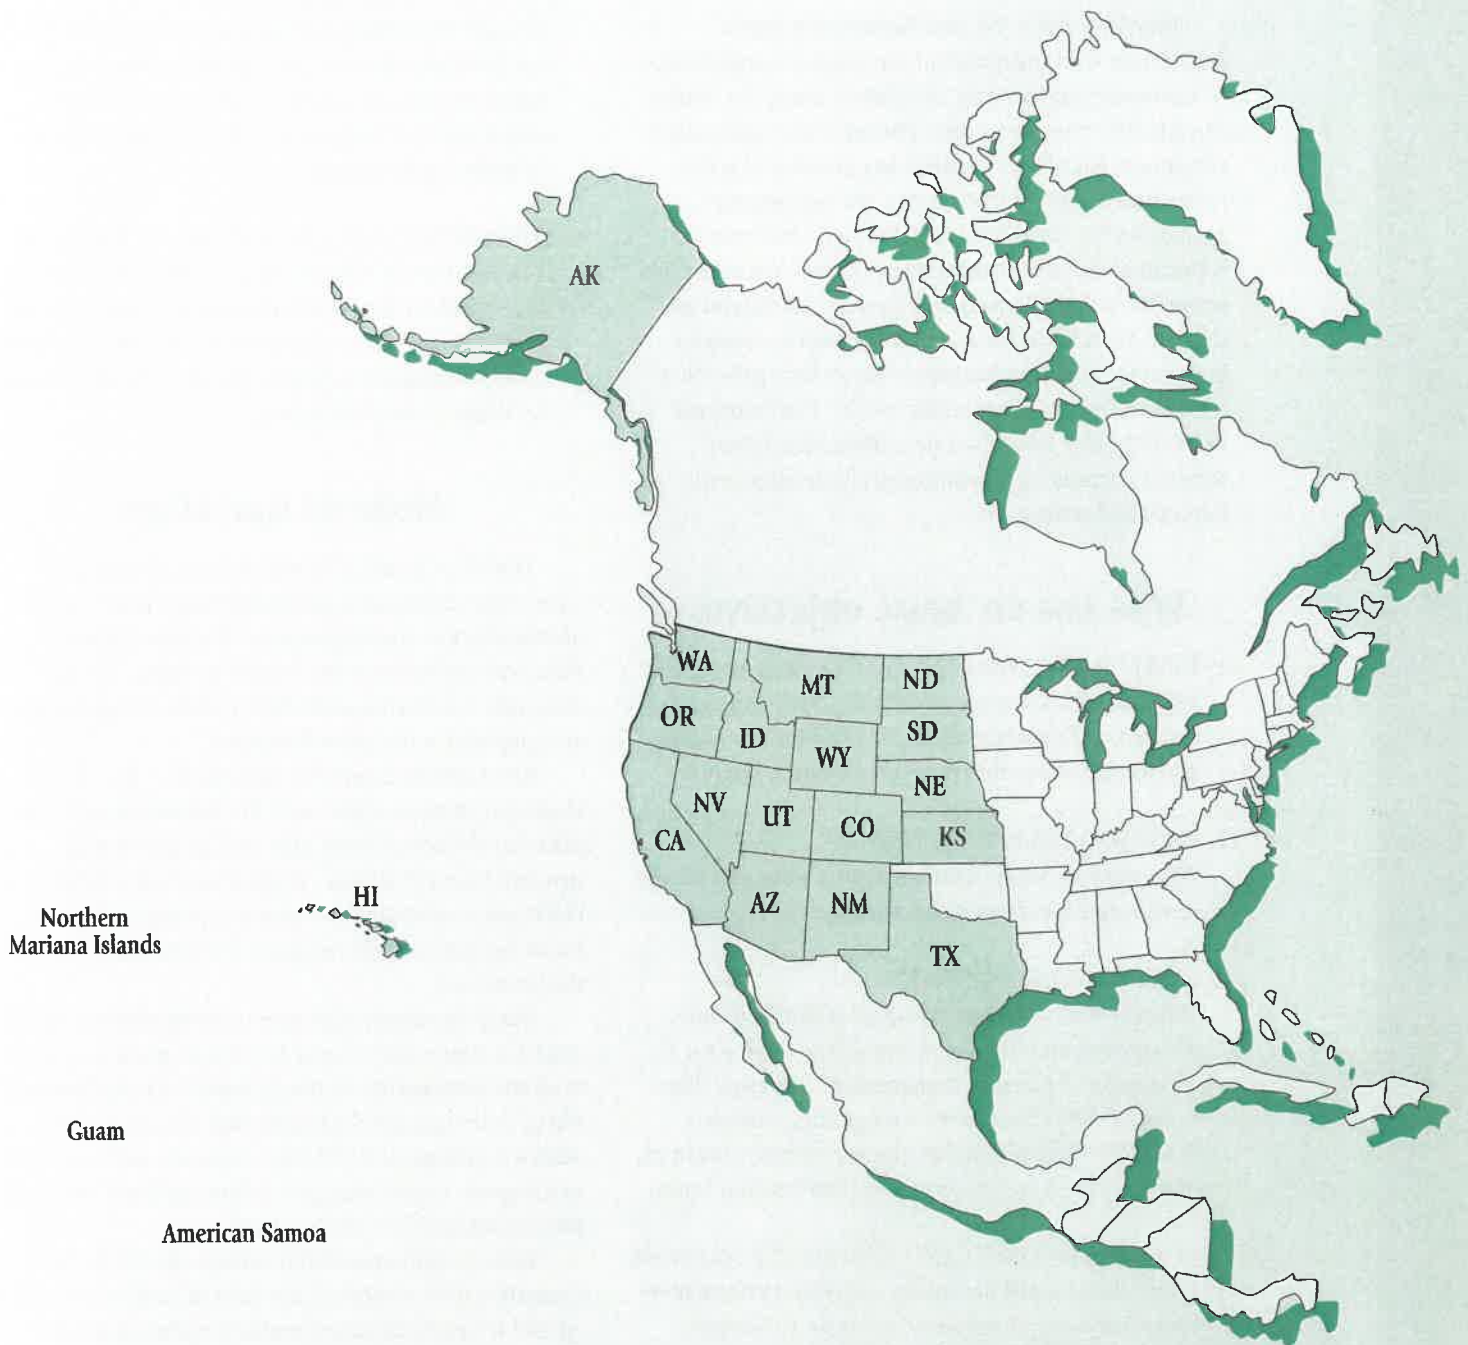 AK
WA
MT
ND
OR
ID
SD
WY
NE
NV
UT
CO
KS
CA
AZ
NM
TX
HI
Northern
Mariana Islands
Guam
American Samoa